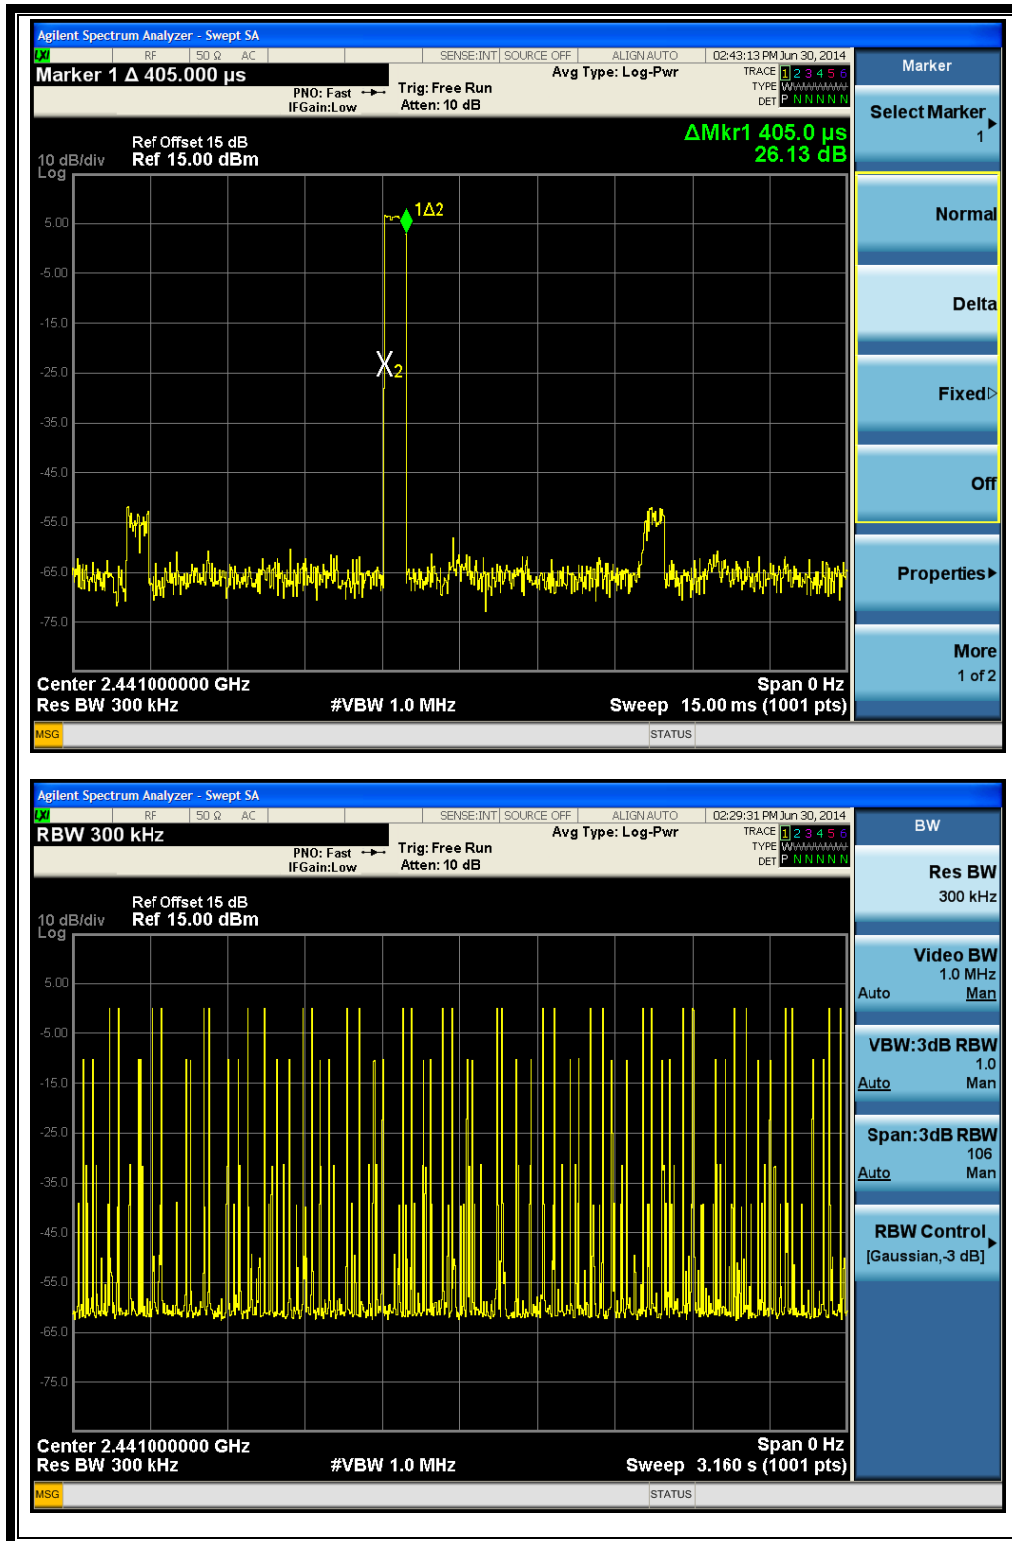 Agilent Spectrum Analyzer - Swept SA
LXI RF 50 Ω AC SENSE:INT SOURCE OFF ALIGN AUTO 02:43:13 PM Jun 30, 2014
Marker 1 Δ 405.000 µs
Avg Type: Log-Pwr
TRACE 1 2 3 4 5 6
TYPE WWWWWW
DET P N N N N N
PNO: Fast
IFGain:Low
Trig: Free Run
Atten: 10 dB
ΔMkr1 405.0 µs
26.13 dB
Ref Offset 15 dB
10 dB/div Ref 15.00 dBm
Log
5.00
-5.00
-15.0
-25.0
-35.0
-45.0
-55.0
-65.0
-75.0
1Δ2
X2
Center 2.441000000 GHz Span 0 Hz
Res BW 300 kHz #VBW 1.0 MHz Sweep 15.00 ms (1001 pts)
MSG STATUS
Marker
Select Marker
1
Normal
Delta
Fixed
Off
Properties
More
1 of 2
Agilent Spectrum Analyzer - Swept SA
LXI RF 50 Ω AC SENSE:INT SOURCE OFF ALIGN AUTO 02:29:31 PM Jun 30, 2014
RBW 300 kHz
Avg Type: Log-Pwr
TRACE 1 2 3 4 5 6
TYPE WWWWWW
DET P N N N N N
PNO: Fast
IFGain:Low
Trig: Free Run
Atten: 10 dB
Ref Offset 15 dB
10 dB/div Ref 15.00 dBm
Log
5.00
-5.00
-15.0
-25.0
-35.0
-45.0
-55.0
-65.0
-75.0
Center 2.441000000 GHz Span 0 Hz
Res BW 300 kHz #VBW 1.0 MHz Sweep 3.160 s (1001 pts)
MSG STATUS
BW
Res BW
300 kHz
Video BW
1.0 MHz
Auto Man
VBW:3dB RBW
1.0
Auto Man
Span:3dB RBW
106
Auto Man
RBW Control
[Gaussian,-3 dB]